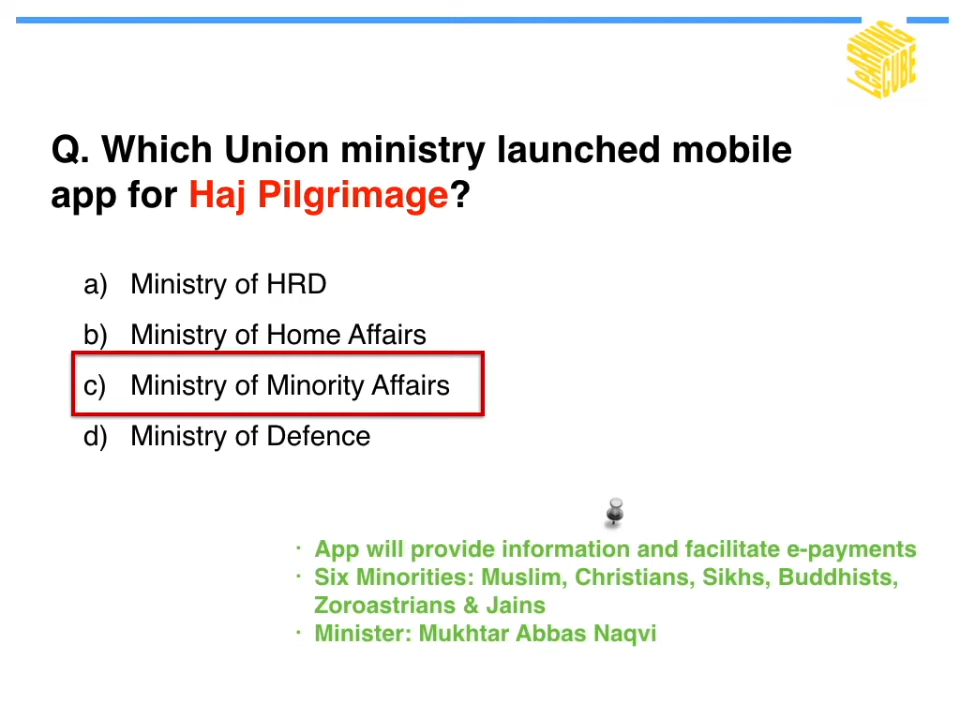 LEARNING
CUBE
Q. Which Union ministry launched mobile
app for Haj Pilgrimage?
a) Ministry of HRD
b) Ministry of Home Affairs
c) Ministry of Minority Affairs
d) Ministry of Defence
· App will provide information and facilitate e-payments
· Six Minorities: Muslim, Christians, Sikhs, Buddhists,
Zoroastrians & Jains
· Minister: Mukhtar Abbas Naqvi